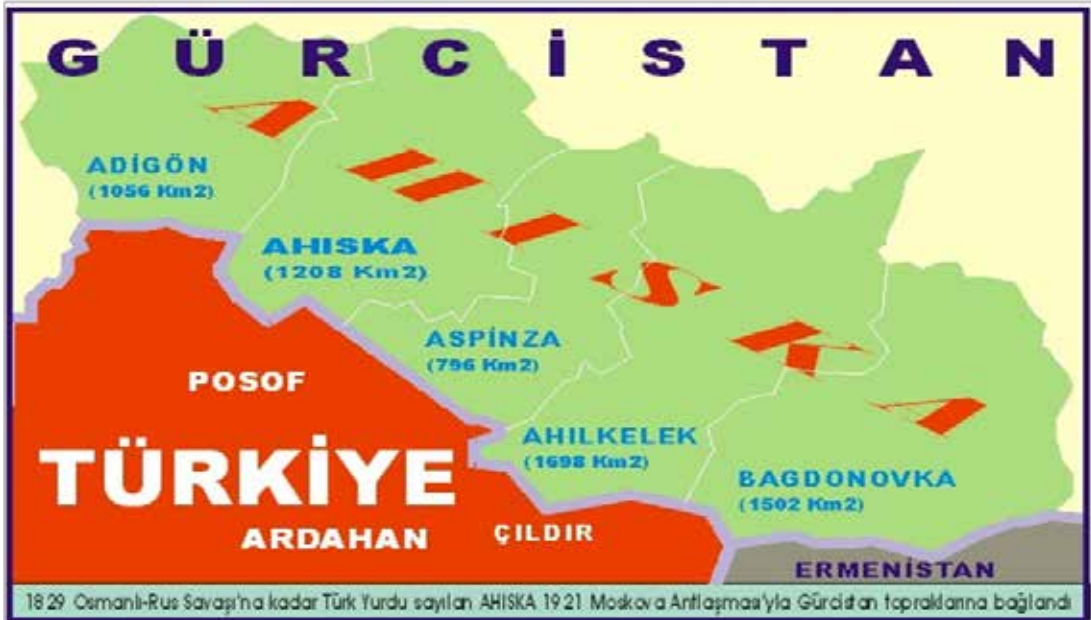 GÜRCİSTAN
AHISKA
ADİGÖN
(1056 Km2)
AHISKA
(1208 Km2)
ASPİNZA
(796 Km2)
POSOF
AHILKELEK
(1698 Km2)
TÜRKİYE
BAGDONOVKA
(1502 Km2)
ARDAHAN
ÇILDIR
ERMENİSTAN
1829 Osmanlı-Rus Savaşı'na kadar Türk Yurdu sayılan AHISKA 1921 Moskova Antlaşması'yla Gürcistan topraklarına bağlandı